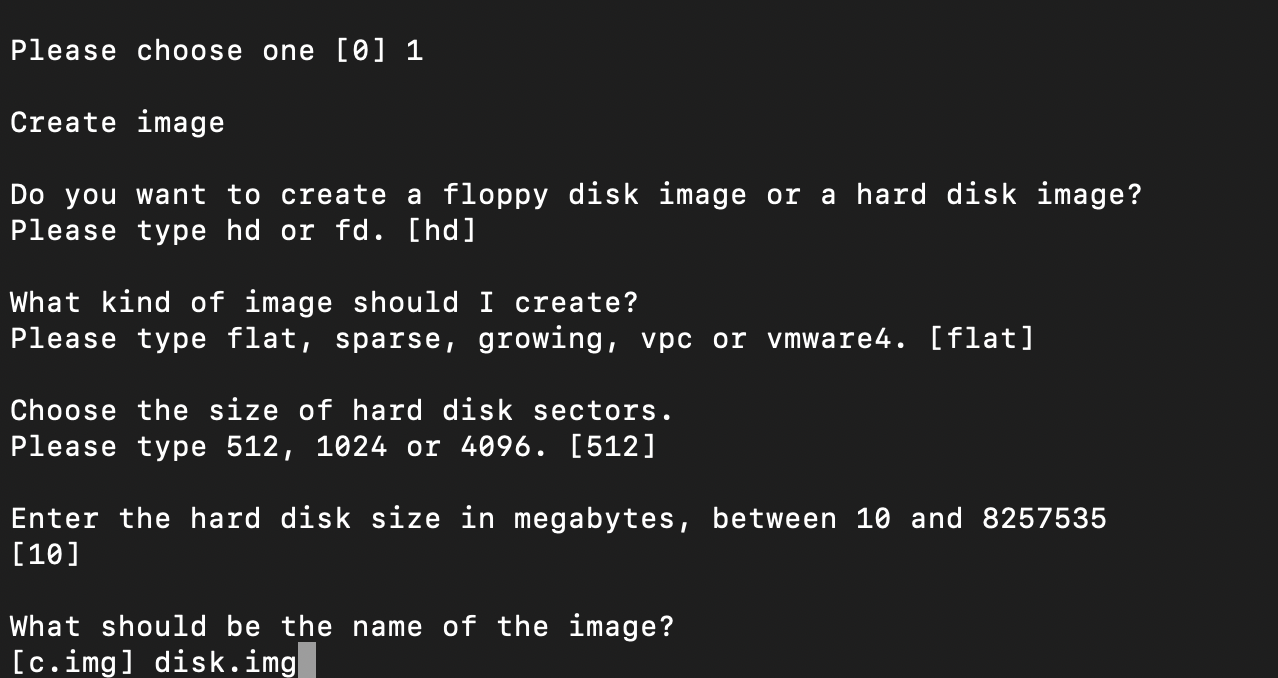 Please choose one [0] 1
Create image
Do you want to create a floppy disk image or a hard disk image?
Please type hd or fd. [hd]
What kind of image should I create?
Please type flat, sparse, growing, vpc or vmware4. [flat]
Choose the size of hard disk sectors.
Please type 512, 1024 or 4096. [512]
Enter the hard disk size in megabytes, between 10 and 8257535
[10]
What should be the name of the image?
[c.img] disk.img